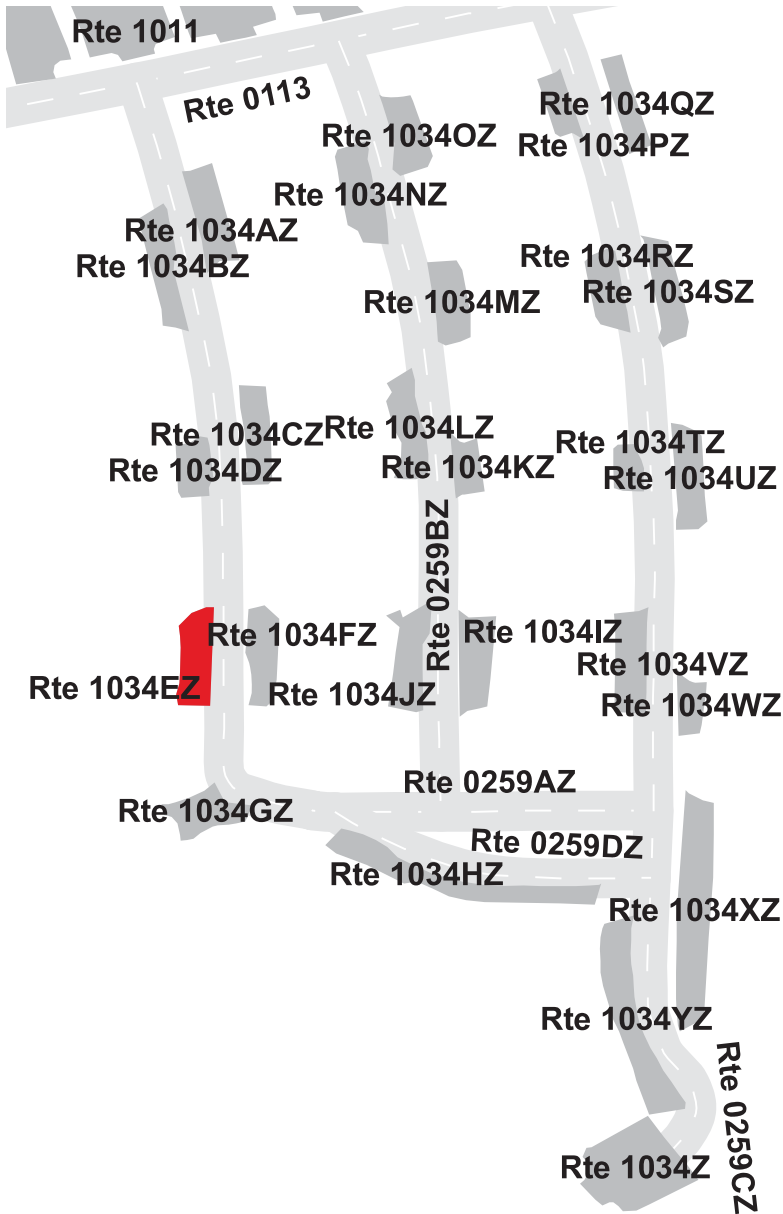 Rte 1011
Rte 0113
Rte 1034QZ
Rte 1034OZ
Rte 1034PZ
Rte 1034NZ
Rte 1034AZ
Rte 1034BZ
Rte 1034RZ
Rte 1034SZ
Rte 1034MZ
Rte 1034CZ
Rte 1034LZ
Rte 1034TZ
Rte 1034DZ
Rte 1034KZ
Rte 1034UZ
Rte 0259BZ
Rte 1034FZ
Rte 1034IZ
Rte 1034VZ
Rte 1034EZ
Rte 1034JZ
Rte 1034WZ
Rte 0259AZ
Rte 1034GZ
Rte 0259DZ
Rte 1034HZ
Rte 1034XZ
Rte 1034YZ
Rte 0259CZ
Rte 1034Z